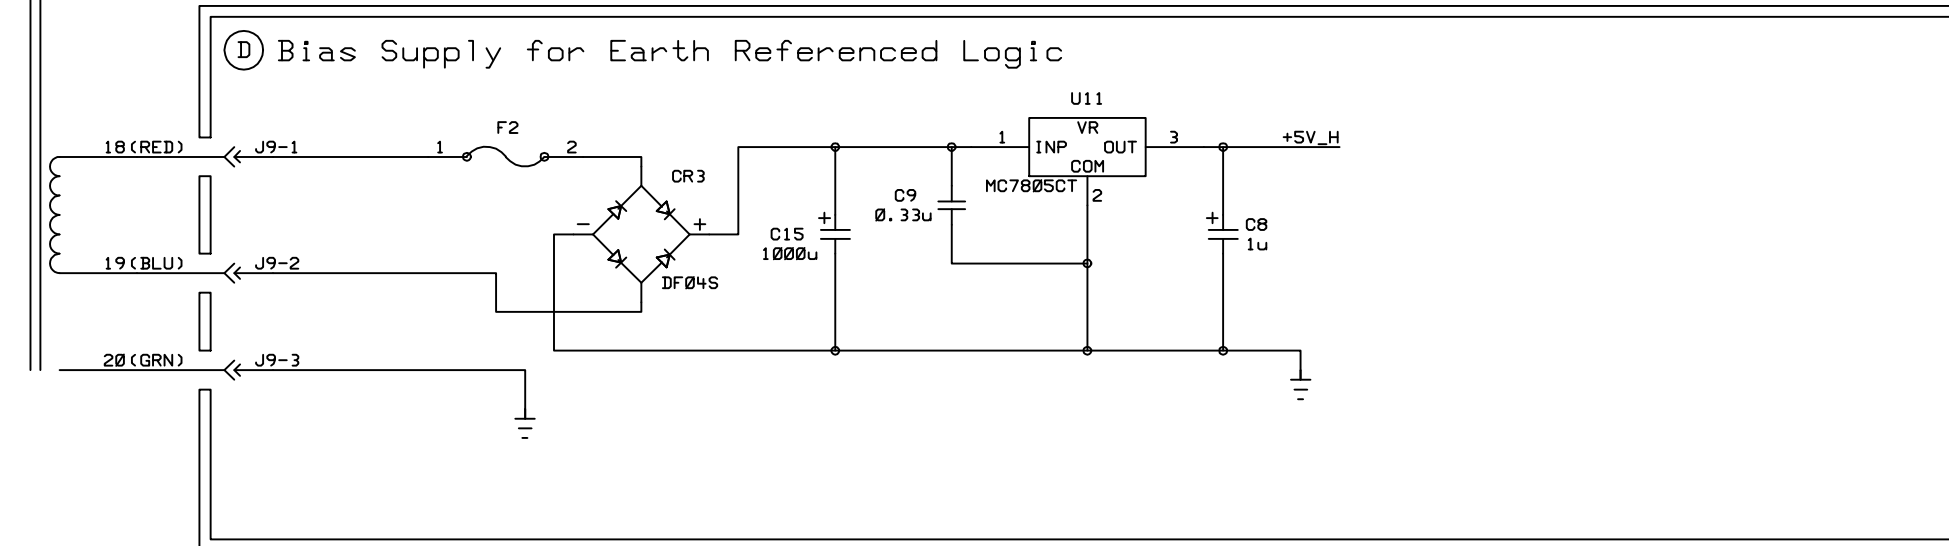 D Bias Supply for Earth Referenced Logic
U11
F2
18(RED) J9-1 1 2
1 INP VR OUT 3 +5V_H
COM
CR3
MC7805CT 2
C9
0.33u
- +
+
+
C15
1000u
C8
1u
19(BLU) J9-2
DF04S
20(GRN) J9-3